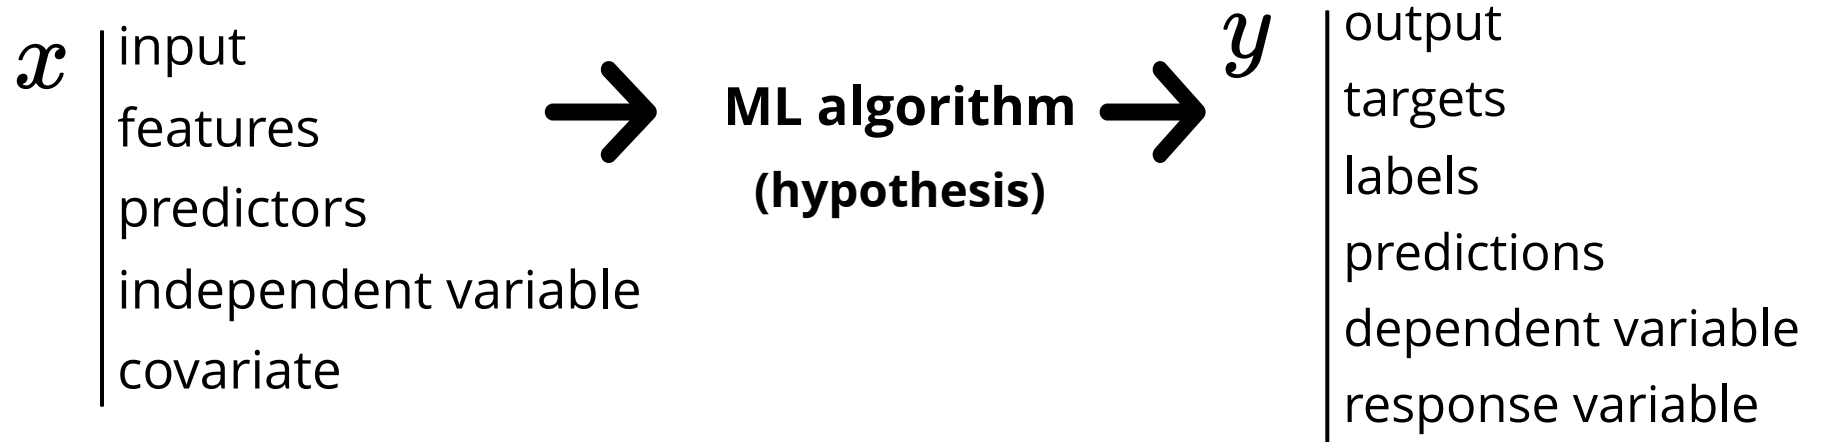 x
input
features
predictors
independent variable
covariate
ML algorithm
(hypothesis)
y
output
targets
labels
predictions
dependent variable
response variable